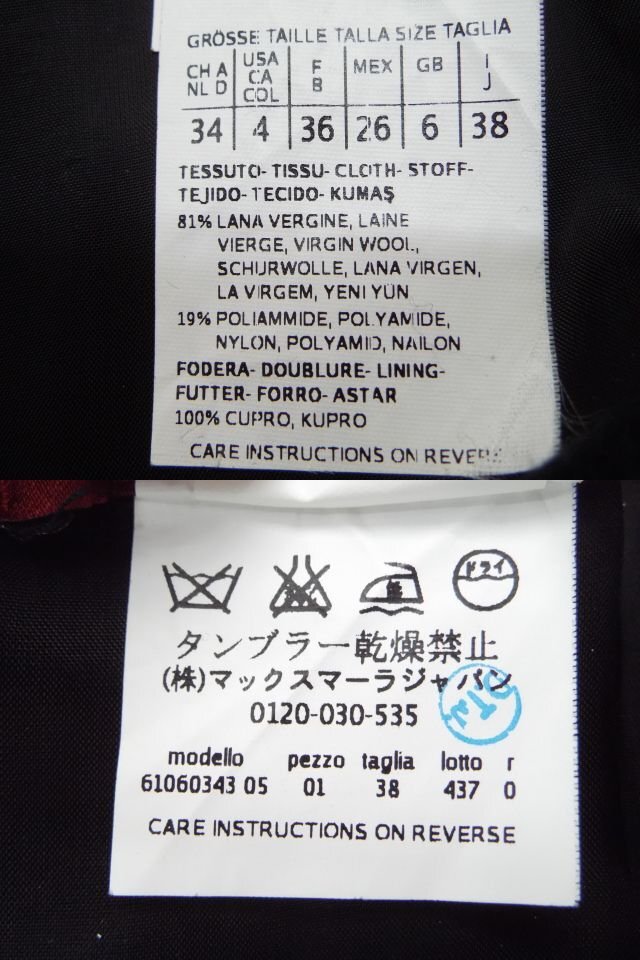 GRÖSSE TAILLE TALLA SIZE TAGLIA
CH A NL D USA CA COL F B MEX GB I J
34 4 36 26 6 38
TESSUTO- TISSU- CLOTH- STOFF-
TEJIDO- TECIDO- KUMAŞ
81% LANA VERGINE, LAINE
VIERGE, VIRGIN WOOL,
SCHURWOLLE, LANA VIRGEN,
LA VIRGEM, YENI YÜN
19% POLIAMMIDE, POLYAMIDE,
NYLON, POLYAMID, NAILON
FODERA- DOUBLURE- LINING-
FUTTER- FORRO- ASTAR
100% CUPRO, KUPRO
CARE INSTRUCTIONS ON REVERSE
ドライ
タンブラー乾燥禁止
(株)マックスマーラジャパン
0120-030-535
modello pezzo taglia lotto r
61060343 05 01 38 437 0
CARE INSTRUCTIONS ON REVERSE